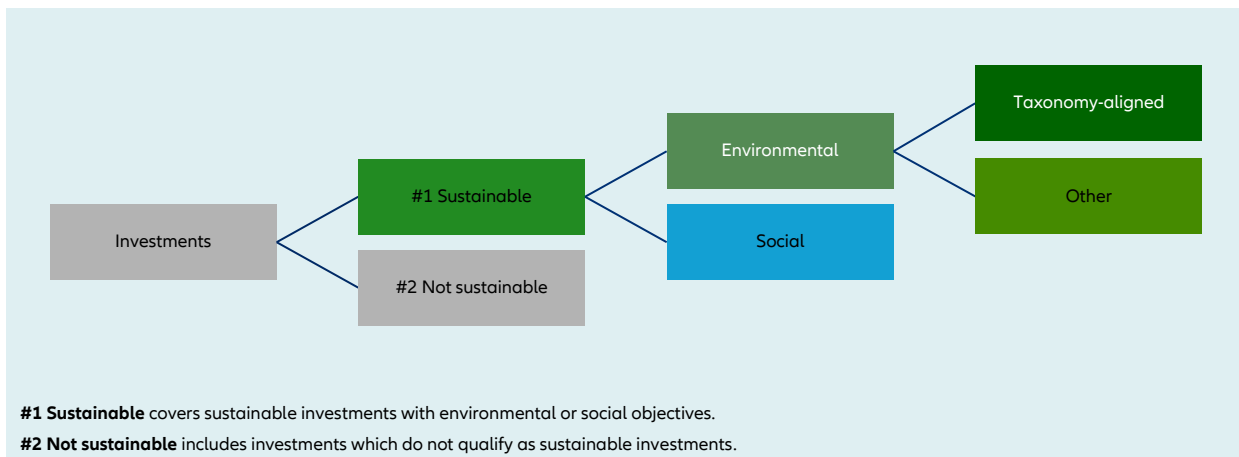 Taxonomy-aligned
Environmental
#1 Sustainable
Other
Investments
Social
#2 Not sustainable
#1 Sustainable covers sustainable investments with environmental or social objectives.
#2 Not sustainable includes investments which do not qualify as sustainable investments.